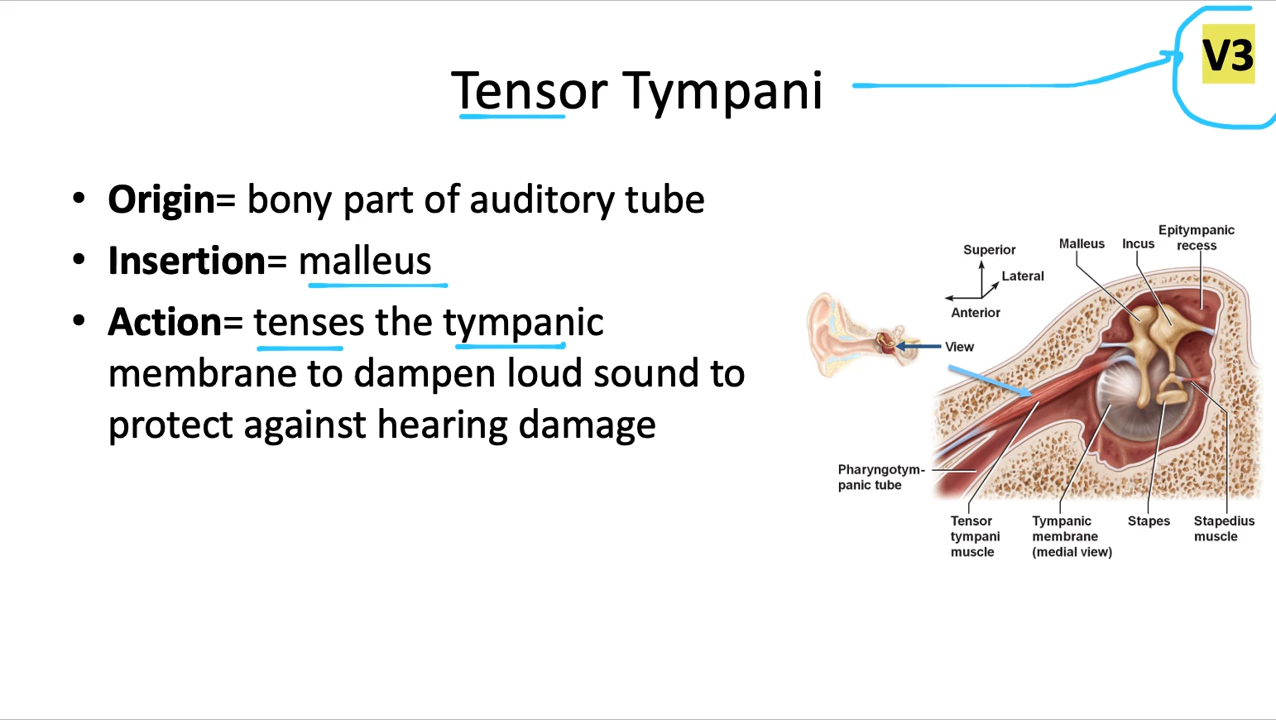 V3
Tensor Tympani
• Origin= bony part of auditory tube
• Insertion= malleus
• Action= tenses the tympanic
membrane to dampen loud sound to
protect against hearing damage
Epitympanic
recess
Superior
Malleus
Incus
Lateral
Anterior
View
Pharyngotym-
panic tube
Tensor
tympani
muscle
Tympanic
membrane
(medial view)
Stapes
Stapedius
muscle